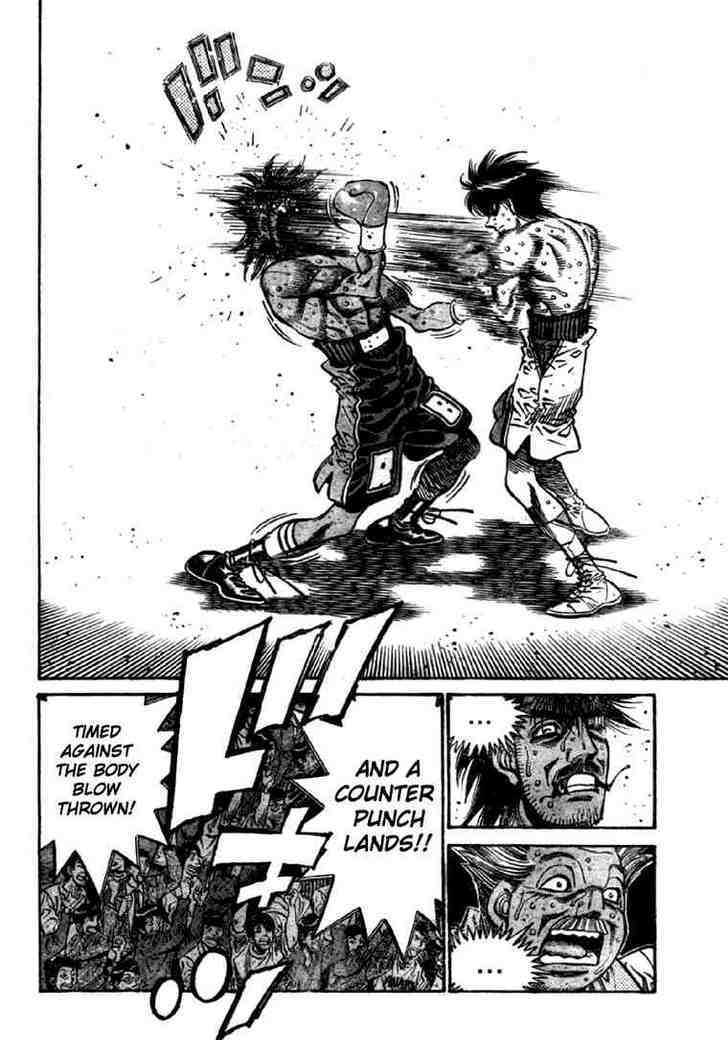 TIMED
AGAINST
THE BODY
BLOW
THROWN!
AND A
COUNTER
PUNCH
LANDS!!
...
...